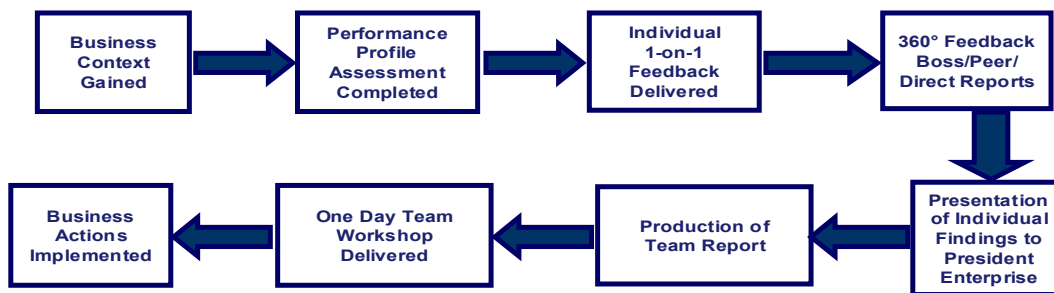 Business
Context
Gained
Performance
Profile
Assessment
Completed
Individual
1-on-1
Feedback
Delivered
360° Feedback
Boss/Peer/
Direct Reports
Presentation
of Individual
Findings to
President
Enterprise
Production of
Team Report
One Day Team
Workshop
Delivered
Business
Actions
Implemented